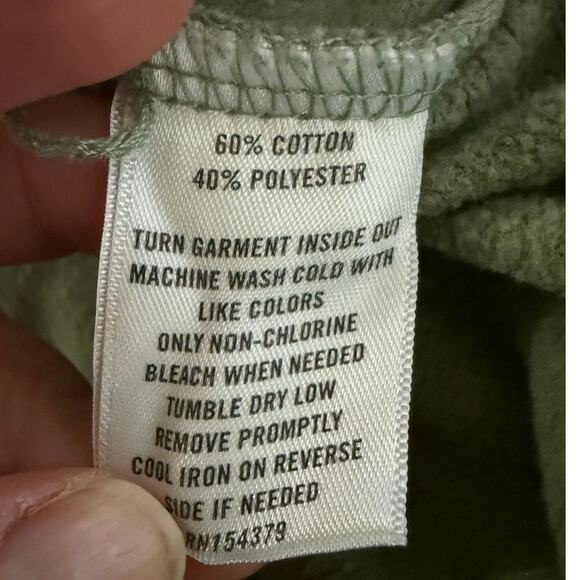 60% COTTON
40% POLYESTER
TURN GARMENT INSIDE OUT
MACHINE WASH COLD WITH
LIKE COLORS
ONLY NON-CHLORINE
BLEACH WHEN NEEDED
TUMBLE DRY LOW
REMOVE PROMPTLY
COOL IRON ON REVERSE
SIDE IF NEEDED
RN154379